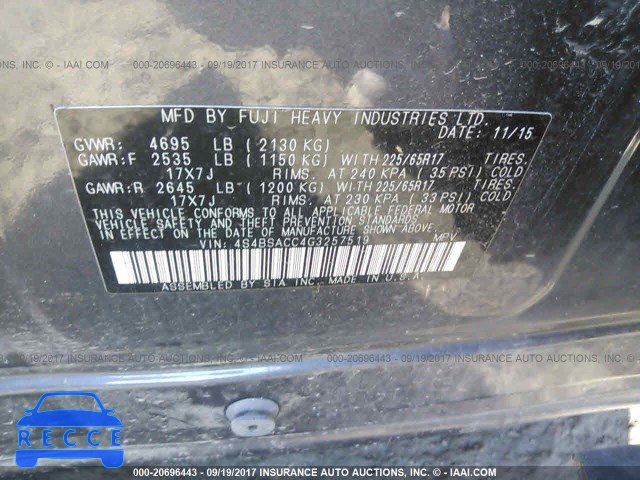 000-20696443 - 09/19/2017 INSURANCE AUTO AUCTIONS, INC. - © IAAI.COM
MFD BY FUJI HEAVY INDUSTRIES LTD.
DATE: 11/15
GVWR: 4695 LB (2130 KG)
GAWR:F 2535 LB (1150 KG) WITH 225/65R17 TIRES.
17X7J RIMS. AT 240 KPA (35 PSI) COLD
GAWR:R 2645 LB (1200 KG) WITH 225/65R17 TIRES.
17X7J RIMS. AT 230 KPA (33 PSI) COLD
THIS VEHICLE CONFORMS TO ALL APPLICABLE FEDERAL MOTOR
VEHICLE SAFETY AND THEFT PREVENTION STANDARDS IN EFFECT
ON THE DATE OF MANUFACTURE SHOWN ABOVE.
VIN: 4S4BSACC4G3257519 MPV
ASSEMBLED BY SIA INC. MADE IN U.S.A
000-20696443 - 09/19/2017 INSURANCE AUTO AUCTIONS, INC. - © IAAI.COM
RECCE
000-20696443 - 09/19/2017 INSURANCE AUTO AUCTIONS, INC. - © IAAI.COM